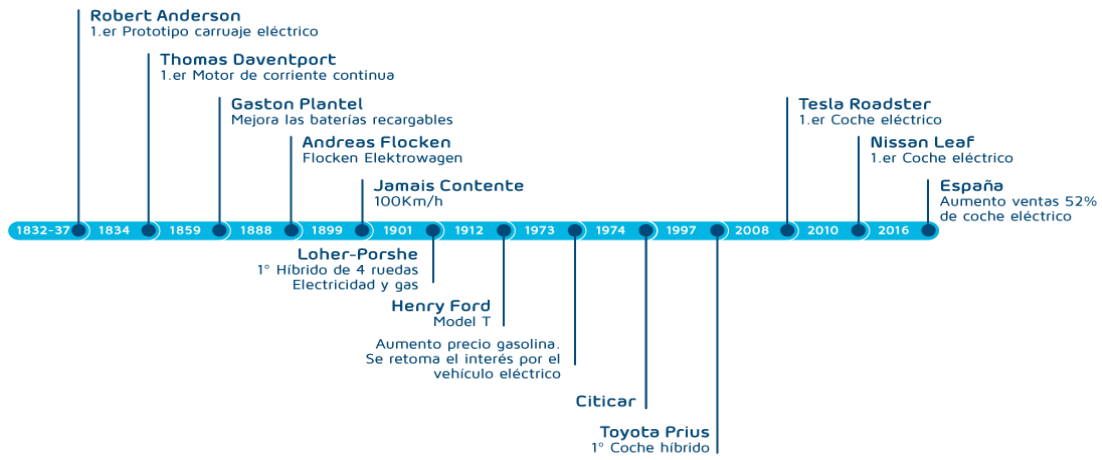 Robert Anderson
1.er Prototipo carruaje eléctrico
Thomas Daventport
1.er Motor de corriente continua
Gaston Plantel
Mejora las baterías recargables
Andreas Flocken
Flocken Elektrowagen
Jamais Contente
100Km/h
Tesla Roadster
1.er Coche eléctrico
Nissan Leaf
1.er Coche eléctrico
España
Aumento ventas 52%
de coche eléctrico
1832-37 1834 1859 1888 1899 1901 1912 1973 1974 1997 2008 2010 2016
Loher-Porshe
1° Híbrido de 4 ruedas
Electricidad y gas
Henry Ford
Model T
Aumento precio gasolina.
Se retoma el interés por el
vehículo eléctrico
Citicar
Toyota Prius
1° Coche híbrido